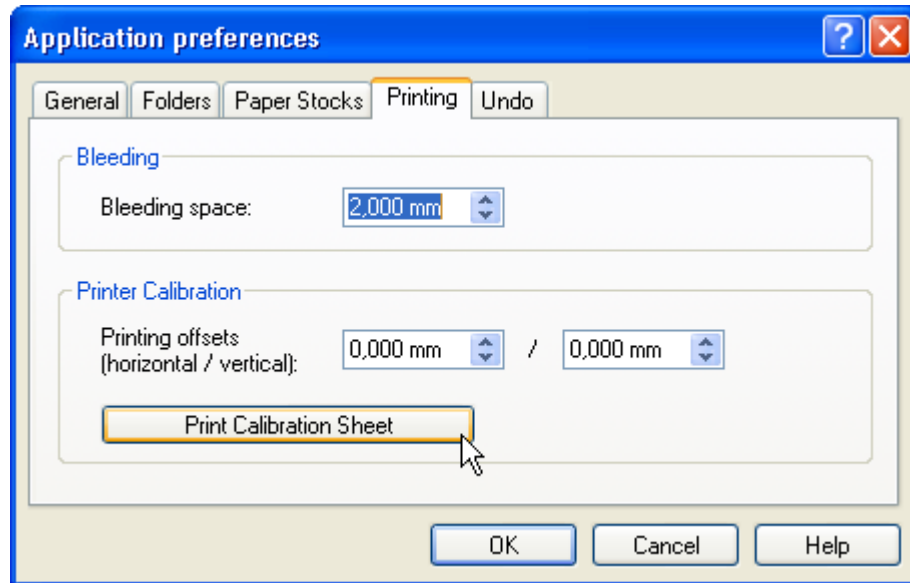 Application preferences
General Folders Paper Stocks Printing Undo
Bleeding
Bleeding space: 2,000 mm
Printer Calibration
Printing offsets
(horizontal / vertical): 0,000 mm / 0,000 mm
Print Calibration Sheet
OK Cancel Help